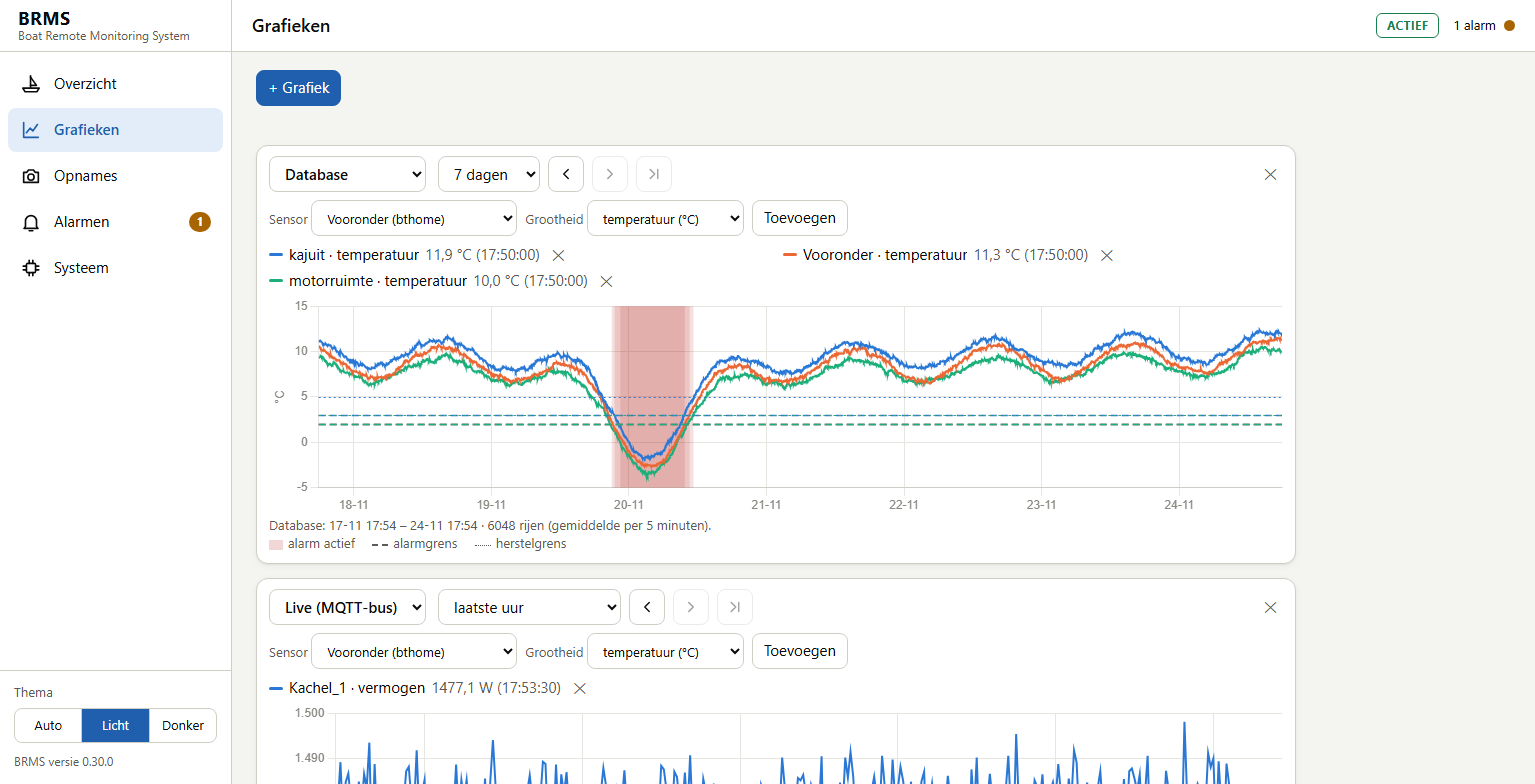 BRMS
Boat Remote Monitoring System
Grafieken
ACTIEF
1 alarm
Overzicht
Grafieken
Opnames
Alarmen 1
Systeem
+ Grafiek
Database 7 dagen
Sensor Vooronder (bthome) Grootheid temperatuur (°C) Toevoegen
kajuit · temperatuur 11,9 °C (17:50:00)
Vooronder · temperatuur 11,3 °C (17:50:00)
motorruimte · temperatuur 10,0 °C (17:50:00)
15
10
5
0
-5
°C
18-11 19-11 20-11 21-11 22-11 23-11 24-11
Database: 17-11 17:54 – 24-11 17:54 · 6048 rijen (gemiddelde per 5 minuten).
alarm actief alarmgrens herstelgrens
Live (MQTT-bus) laatste uur
Sensor Vooronder (bthome) Grootheid temperatuur (°C) Toevoegen
Kachel_1 · vermogen 1477,1 W (17:53:30)
1.500
1.490
Thema
Auto Licht Donker
BRMS versie 0.30.0